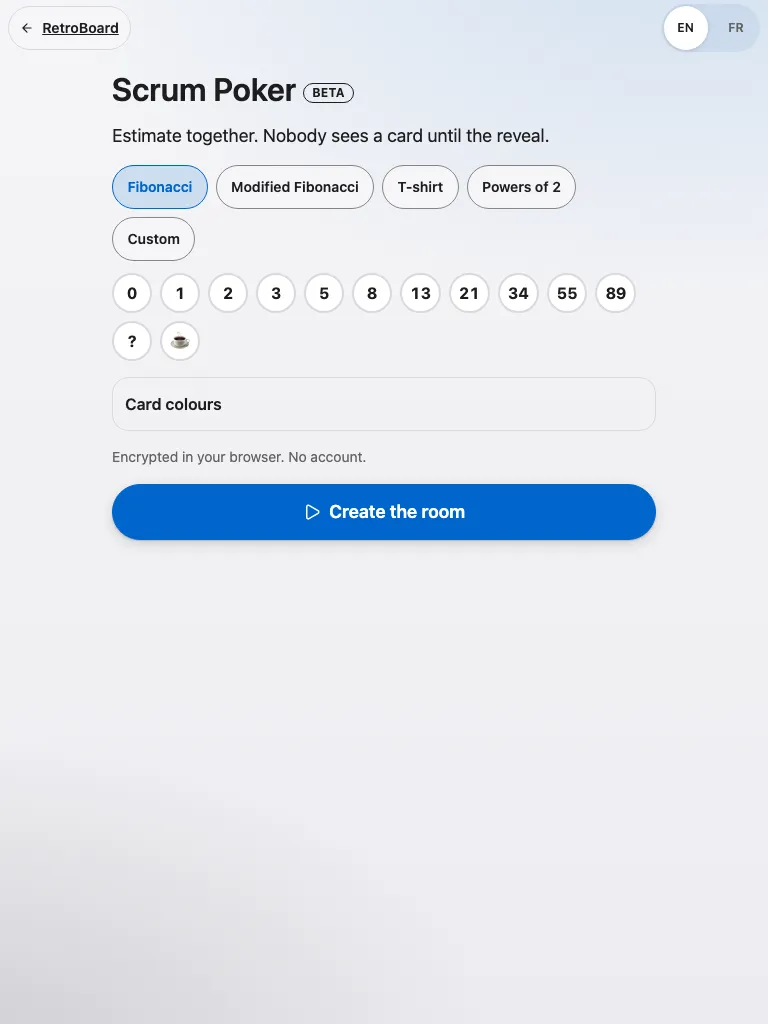 RetroBoard
EN FR
Scrum Poker BETA
Estimate together. Nobody sees a card until the reveal.
Fibonacci Modified Fibonacci T-shirt Powers of 2
Custom
0 1 2 3 5 8 13 21 34 55 89
? ☕
Card colours
Encrypted in your browser. No account.
Create the room